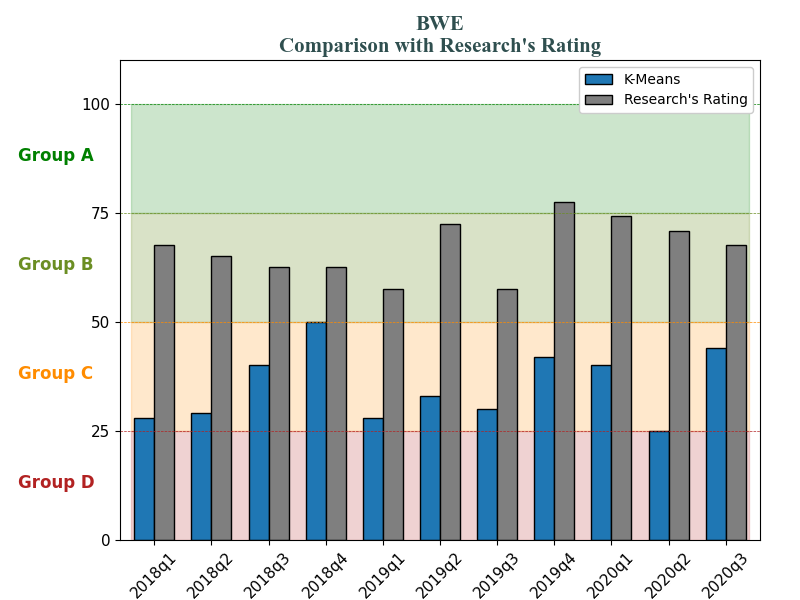 BWE
Comparison with Research's Rating
K-Means
Research's Rating
100
Group A
75
Group B
50
Group C
25
Group D
0
2018q1
2018q2
2018q3
2018q4
2019q1
2019q2
2019q3
2019q4
2020q1
2020q2
2020q3